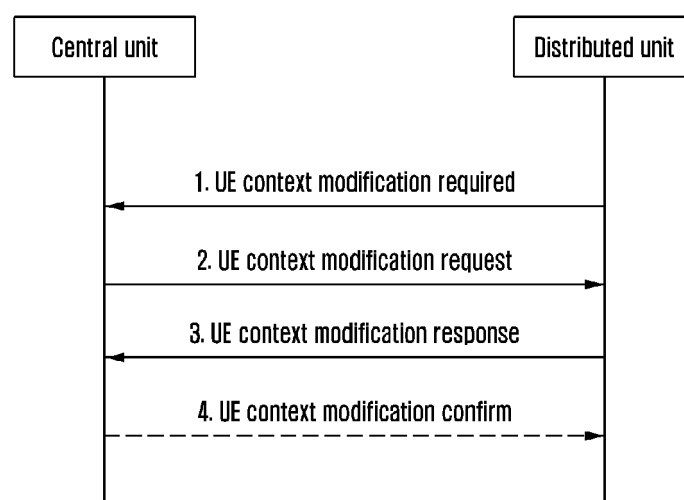 Central unit
Distributed unit
1. UE context modification required
2. UE context modification request
3. UE context modification response
4. UE context modification confirm